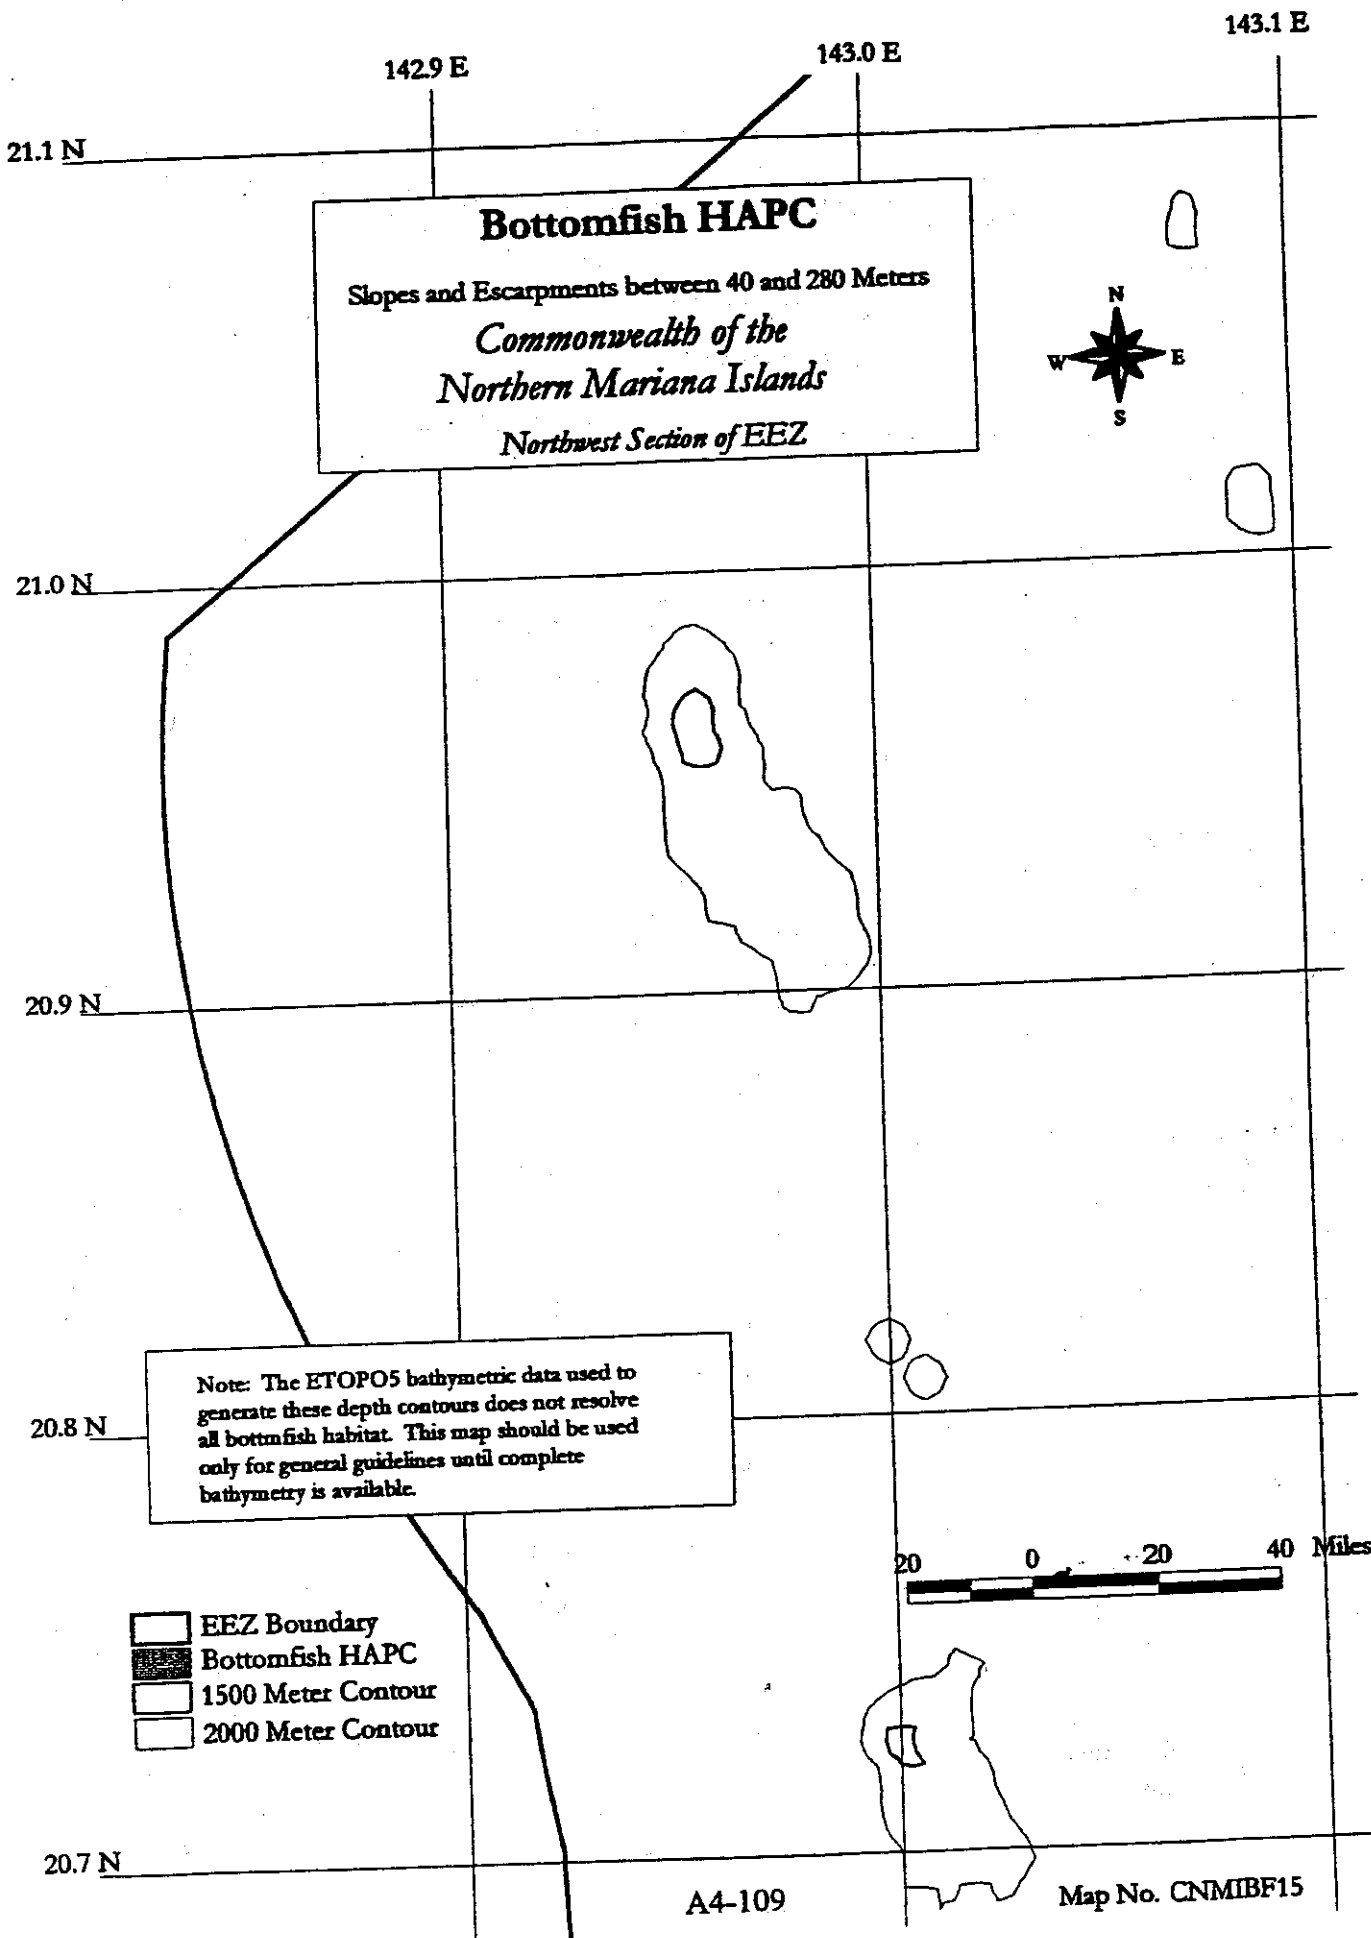 142.9 E
143.0 E
143.1 E
21.1 N
Bottomfish HAPC
Slopes and Escarpments between 40 and 280 Meters
Commonwealth of the
Northern Mariana Islands
Northwest Section of EEZ
N
W E
S
21.0 N
20.9 N
Note: The ETOPO5 bathymetric data used to
generate these depth contours does not resolve
all bottmfish habitat. This map should be used
only for general guidelines until complete
bathymetry is available.
20.8 N
20 0 20 40 Miles
EEZ Boundary
Bottomfish HAPC
1500 Meter Contour
2000 Meter Contour
20.7 N
A4-109
Map No. CNMIBF15